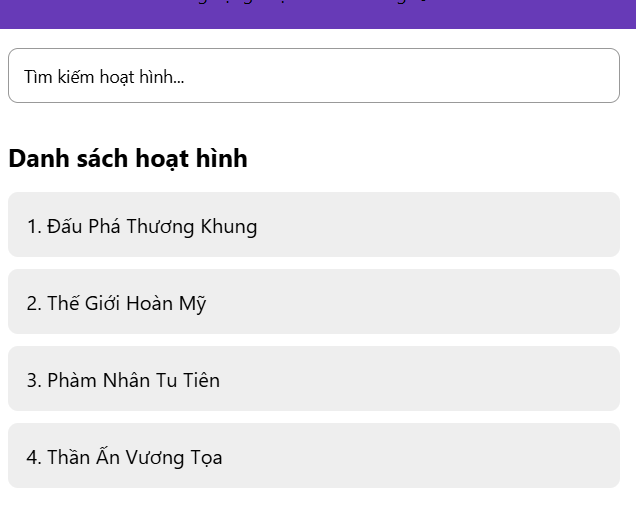 Tìm kiếm hoạt hình...
Danh sách hoạt hình
1. Đấu Phá Thương Khung
2. Thế Giới Hoàn Mỹ
3. Phàm Nhân Tu Tiên
4. Thần Ấn Vương Tọa